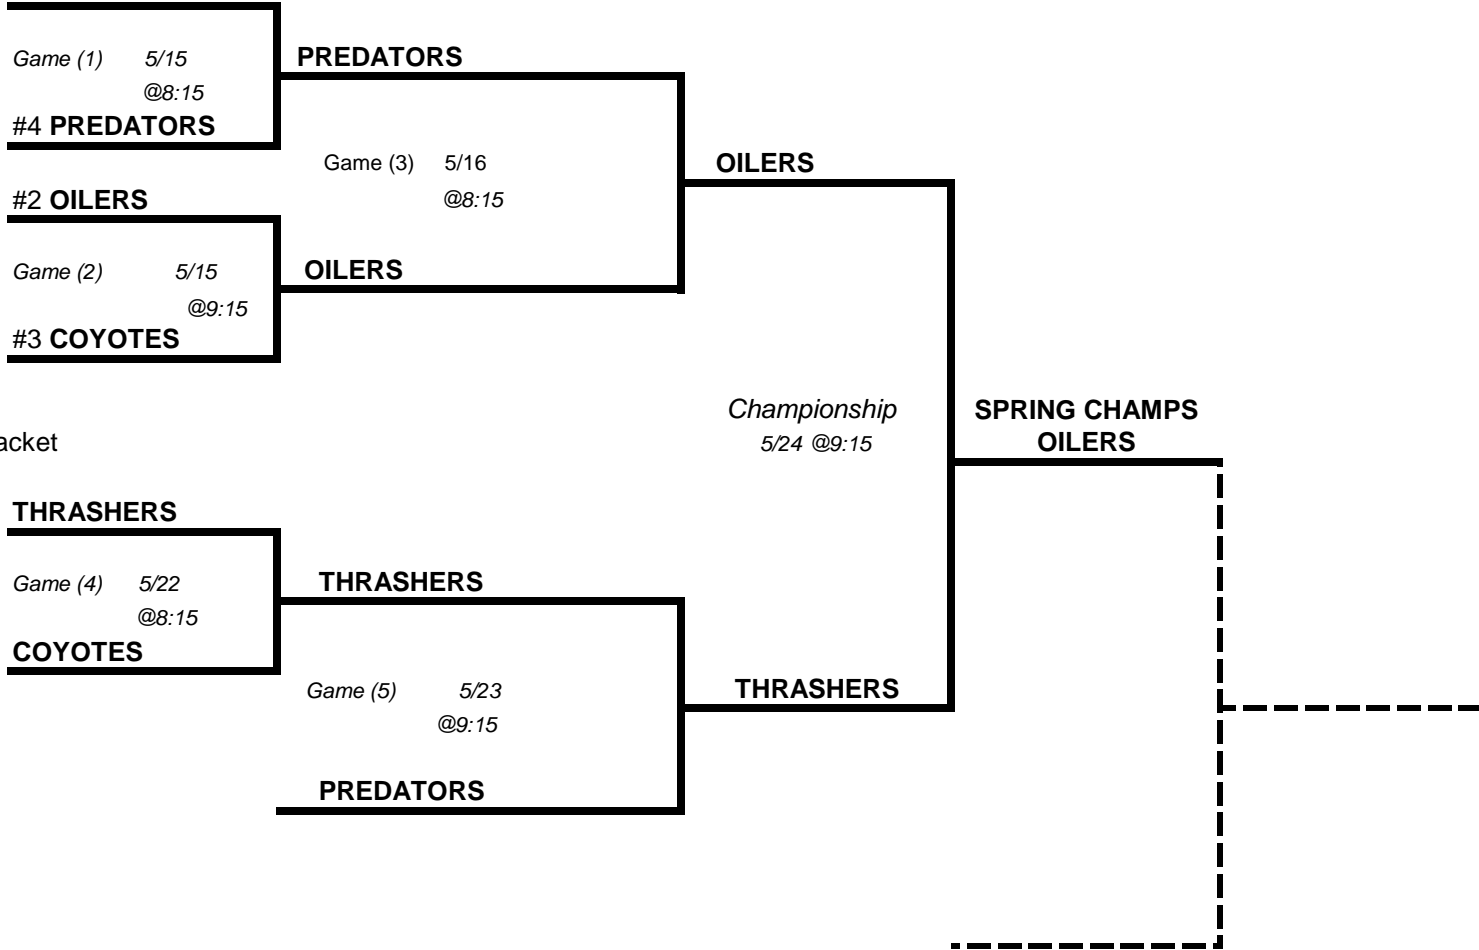 PREDATORS
Game (1) 5/15
@8:15
#4 PREDATORS
Game (3) 5/16
OILERS
@8:15
#2 OILERS
Game (2) 5/15
OILERS
@9:15
#3 COYOTES
Championship
SPRING CHAMPS
5/24 @9:15
OILERS
acket
THRASHERS
Game (4) 5/22
THRASHERS
@8:15
COYOTES
Game (5) 5/23
THRASHERS
@9:15
PREDATORS